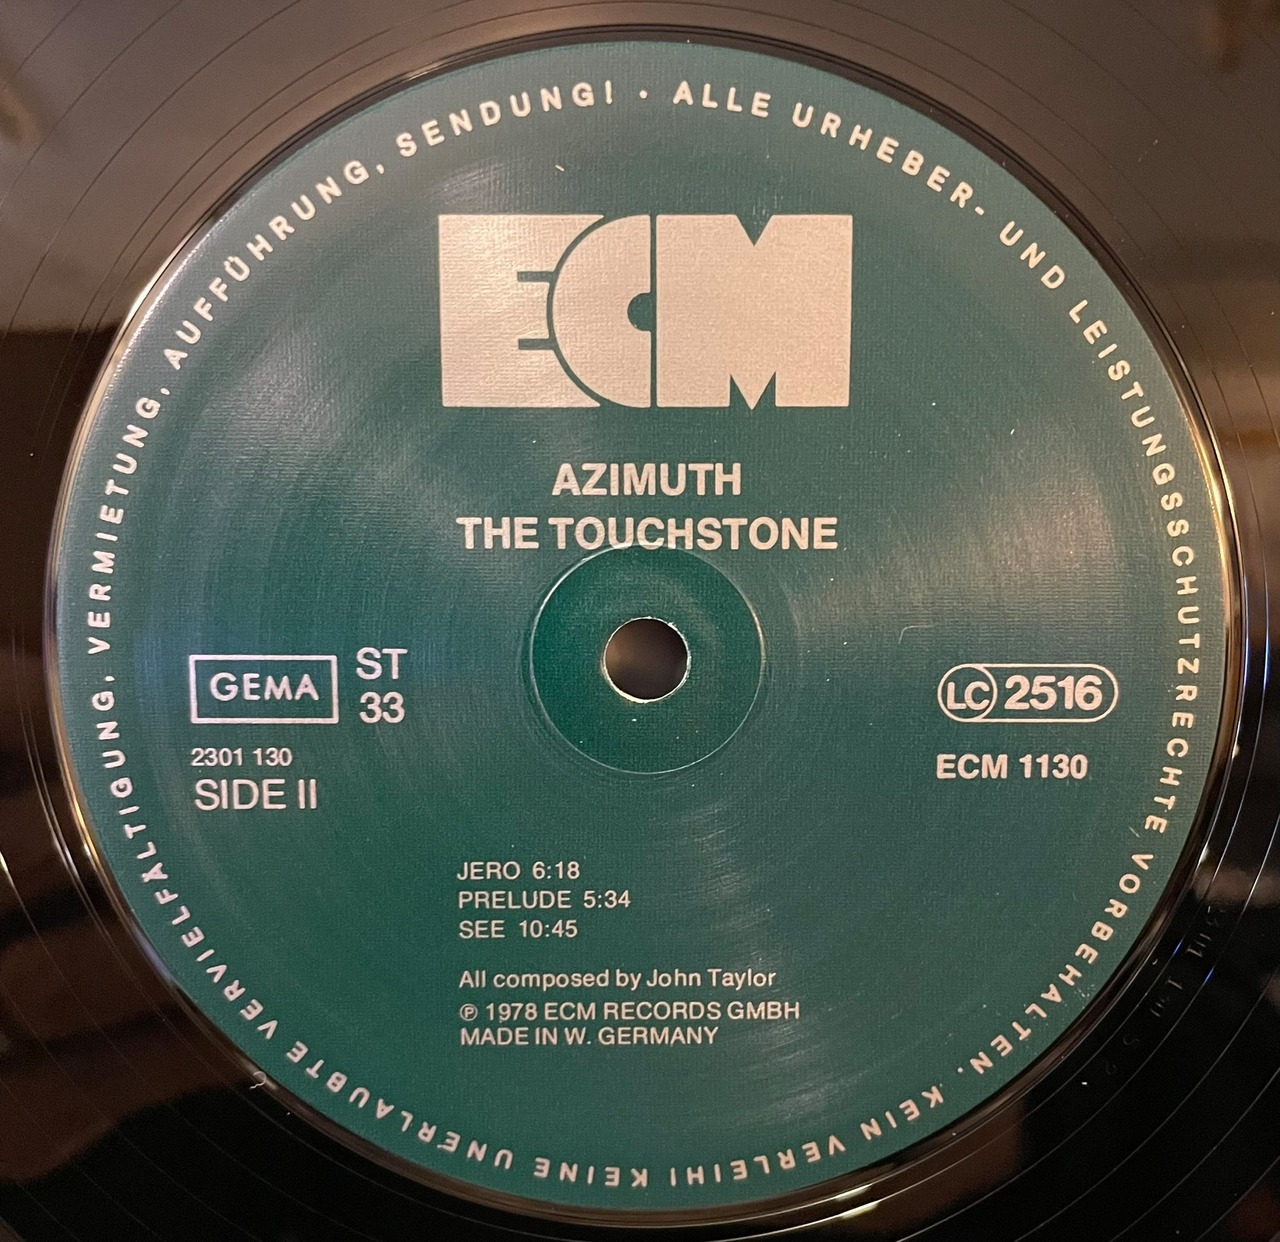 ALLE URHEBER- UND LEISTUNGSSCHUTZRECHTE VORBEHALTEN. KEIN VERLEIH! KEINE UNERLAUBTE VERVIELFÄLTIGUNG, VERMIETUNG, AUFFÜHRUNG, SENDUNG! ·
ECM
AZIMUTH
THE TOUCHSTONE
GEMA
ST
33
2301 130
SIDE II
LC 2516
ECM 1130
JERO 6:18
PRELUDE 5:34
SEE 10:45
All composed by John Taylor
℗ 1978 ECM RECORDS GMBH
MADE IN W. GERMANY